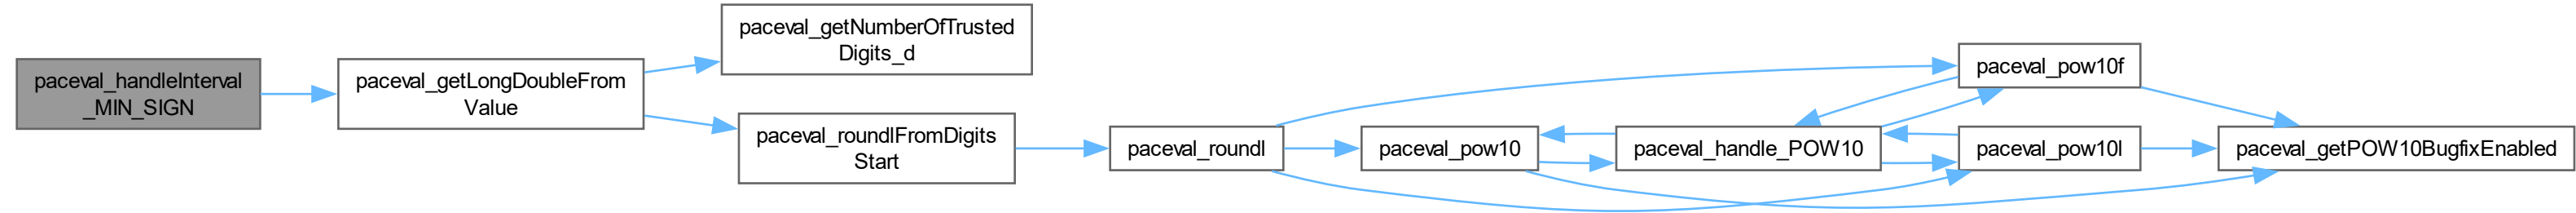 paceval_handleInterval
_MIN_SIGN
paceval_getLongDoubleFrom
Value
paceval_getNumberOfTrusted
Digits_d
paceval_roundlFromDigits
Start
paceval_roundl
paceval_pow10
paceval_handle_POW10
paceval_pow10f
paceval_pow10l
paceval_getPOW10BugfixEnabled